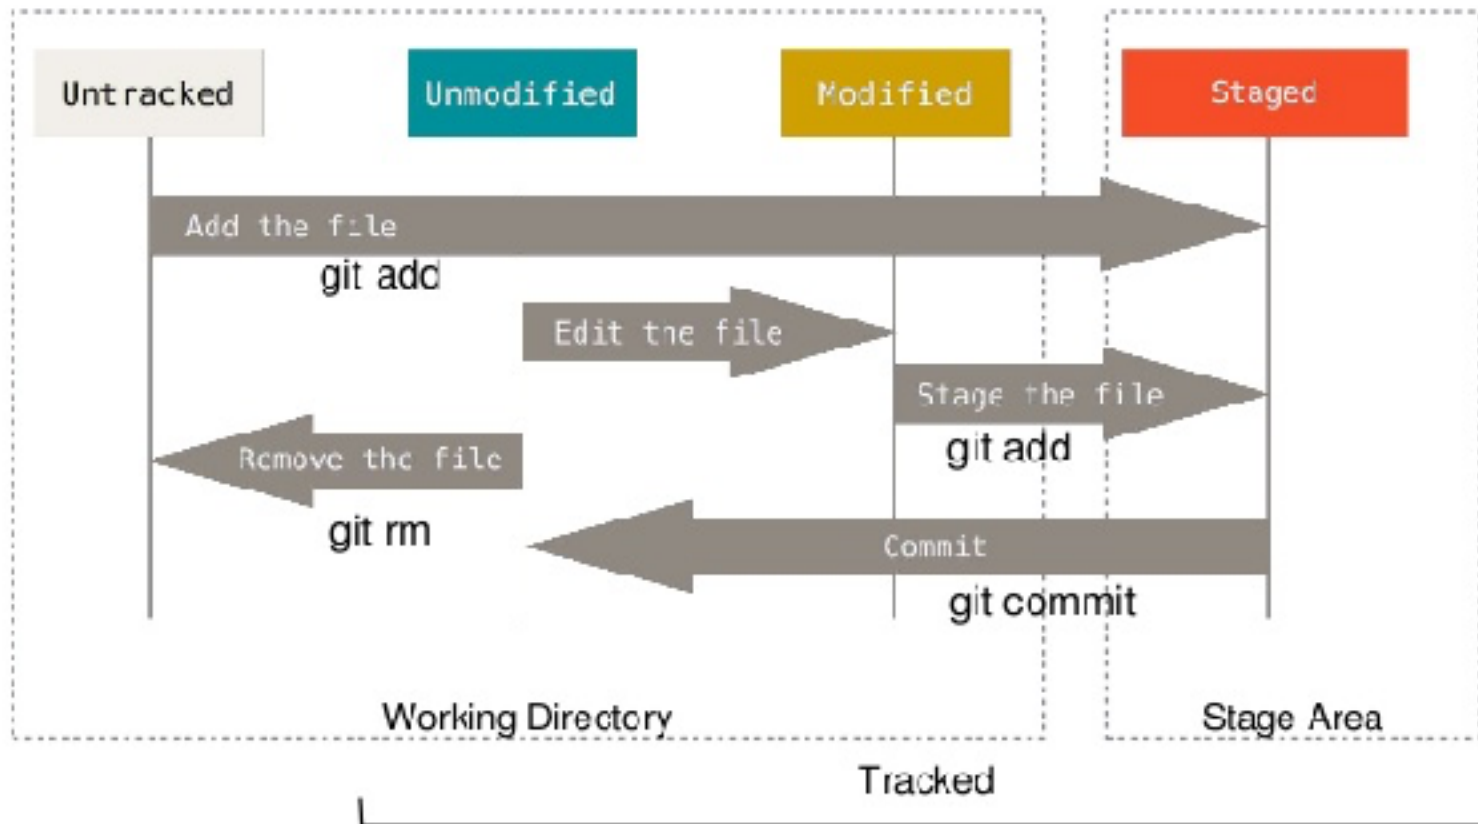 Untracked
Unmodified
Modified
Staged
Add the file
git add
Edit the file
Stage the file
git add
Remove the file
git rm
Commit
git commit
Working Directory
Stage Area
Tracked